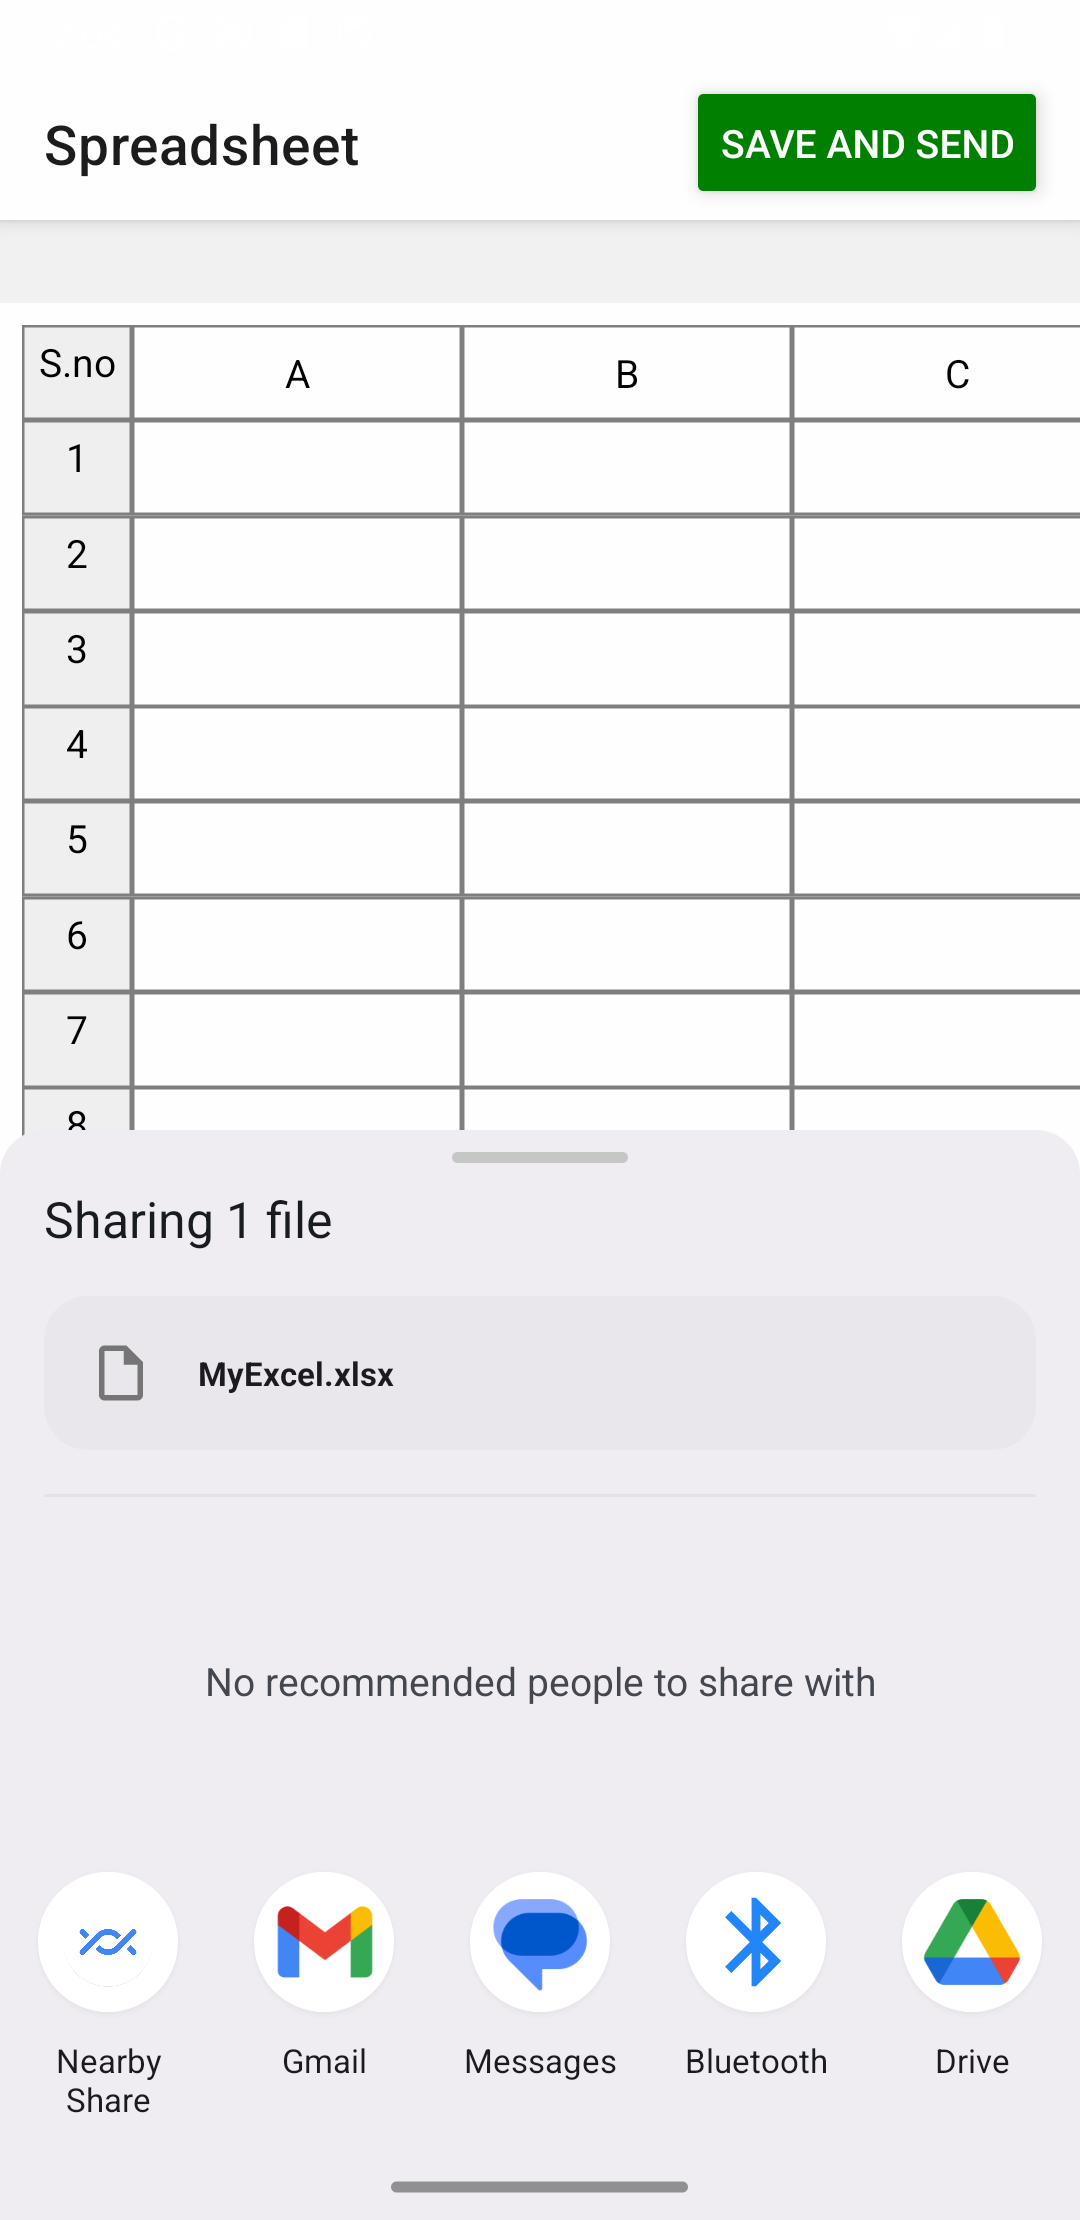 Spreadsheet
SAVE AND SEND
S.no A B C
1
2
3
4
5
6
7
8
Sharing 1 file
MyExcel.xlsx
No recommended people to share with
Nearby Share
Gmail
Messages
Bluetooth
Drive